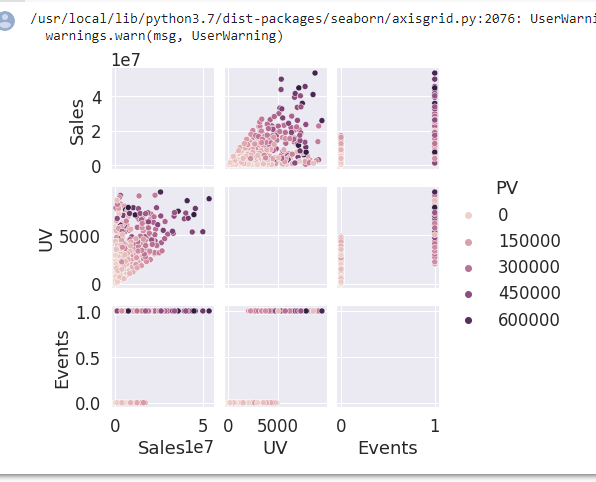 /usr/local/lib/python3.7/dist-packages/seaborn/axisgrid.py:2076: UserWarni
warnings.warn(msg, UserWarning)
1e7
Sales
4
2
0
UV
5000
0
PV
0
150000
300000
450000
600000
Events
1.0
0.5
0.0
0 5 0 5000 0 1
Sales1e7 UV Events